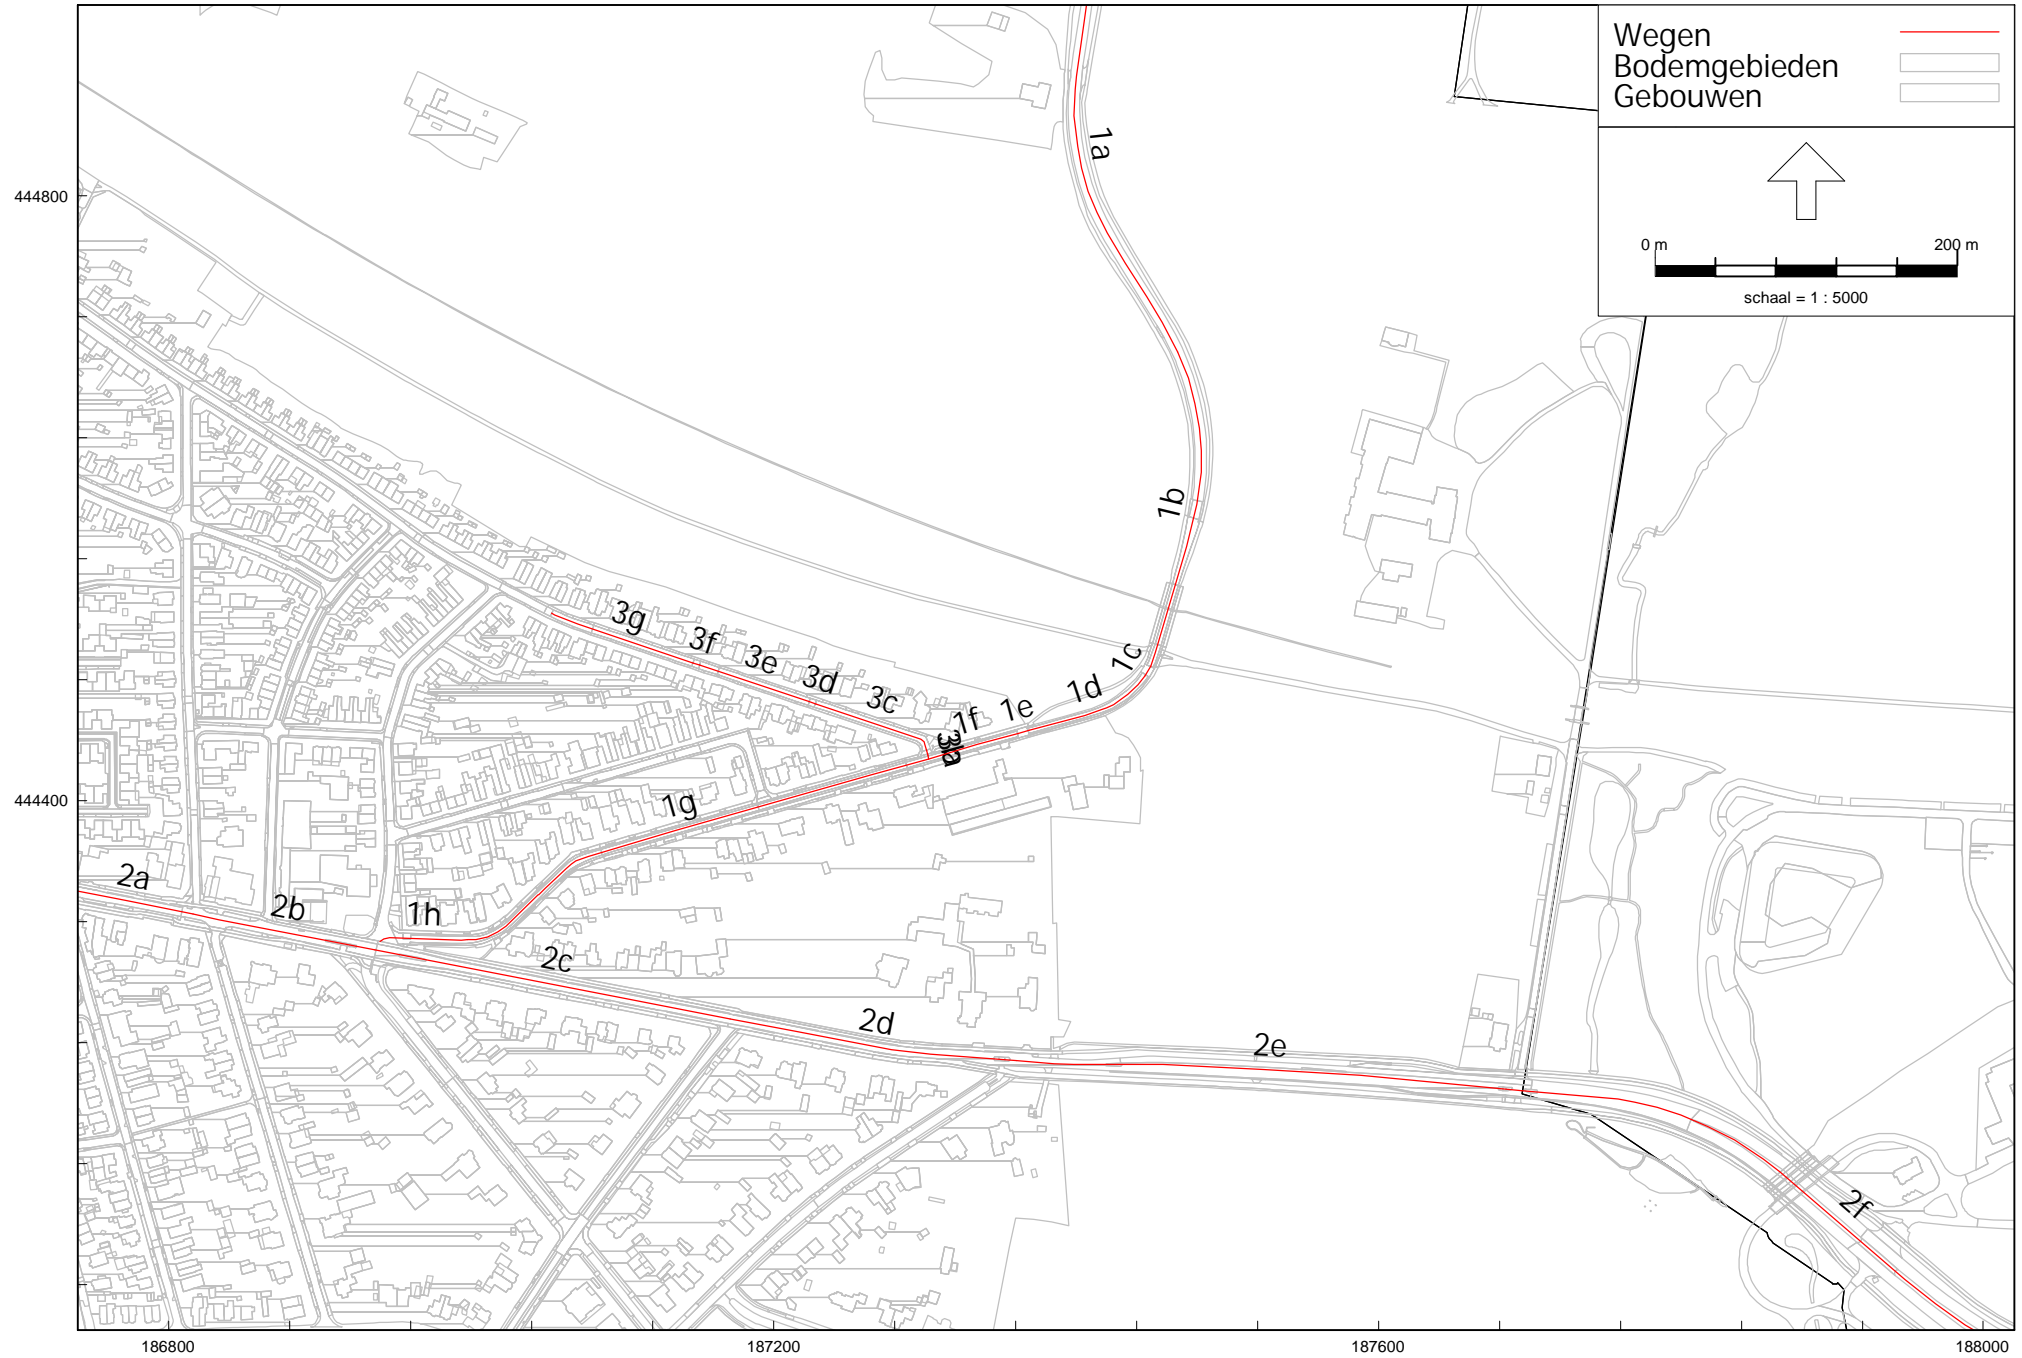 Wegen
Bodemgebieden
Gebouwen
0 m 200 m
schaal = 1 : 5000
1a
444800
1b
3g
3f
3e
3d
3c
1c
1d
1e
1f
3a
1g
444400
2a
2b
1h
2c
2d
2e
2f
186800
187200
187600
188000